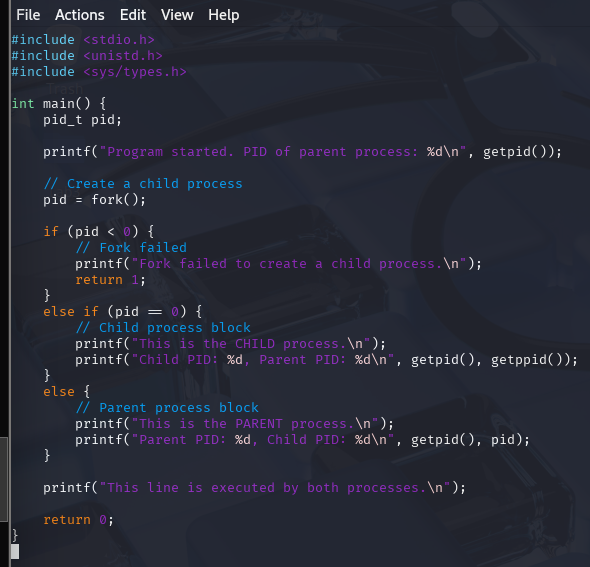 File Actions Edit View Help
#include <stdio.h>
#include <unistd.h>
#include <sys/types.h>
Trash
int main() {
    pid_t pid;
    printf("Program started. PID of parent process: %d\n", getpid());
    // Create a child process
    pid = fork();
    if (pid < 0) {
        // Fork failed
        printf("Fork failed to create a child process.\n");
        return 1;
    }
    else if (pid == 0) {
        // Child process block
        printf("This is the CHILD process.\n");
        printf("Child PID: %d, Parent PID: %d\n", getpid(), getppid());
    }
    else {
        // Parent process block
        printf("This is the PARENT process.\n");
        printf("Parent PID: %d, Child PID: %d\n", getpid(), pid);
    }
    printf("This line is executed by both processes.\n");
    return 0;
}